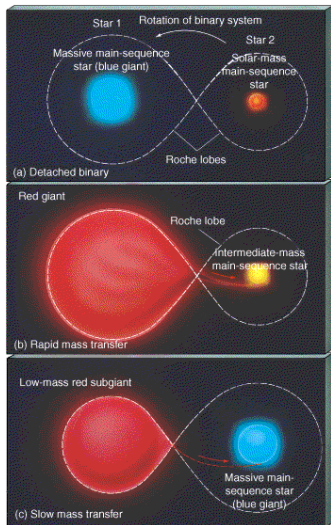 Star 1
Rotation of binary system
Star 2
Massive main-sequence
star (blue giant)
Solar-mass
main-sequence
star
Roche lobes
(a) Detached binary
Red giant
Roche lobe
Intermediate-mass
main-sequence star
(b) Rapid mass transfer
Low-mass red subgiant
Massive main-
sequence star
(blue giant)
(c) Slow mass transfer